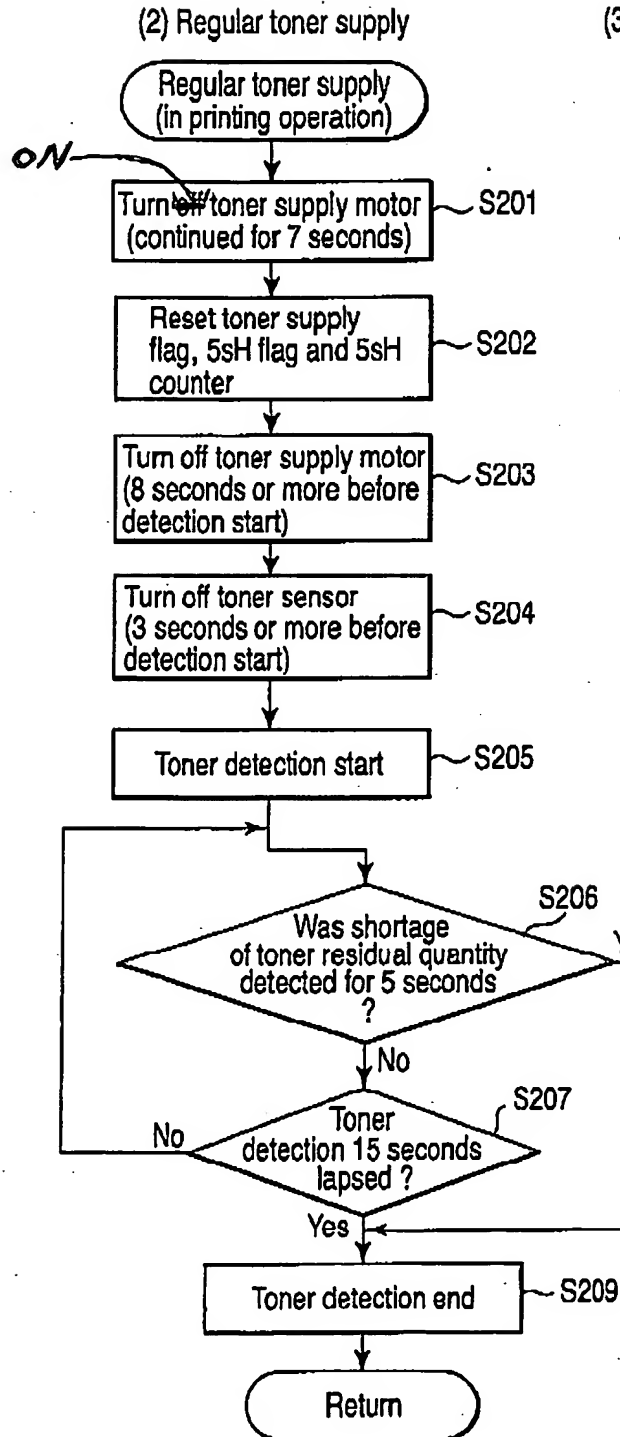 (2) Regular toner supply
(3
Regular toner supply
(in printing operation)
ON
Turn off toner supply motor
(continued for 7 seconds)
S201
Reset toner supply
flag, 5sH flag and 5sH
counter
S202
Turn off toner supply motor
(8 seconds or more before
detection start)
S203
Turn off toner sensor
(3 seconds or more before
detection start)
S204
Toner detection start
S205
S206
Was shortage
of toner residual quantity
detected for 5 seconds
?
Y
No
S207
Toner
detection 15 seconds
lapsed ?
No
Yes
Toner detection end
S209
Return